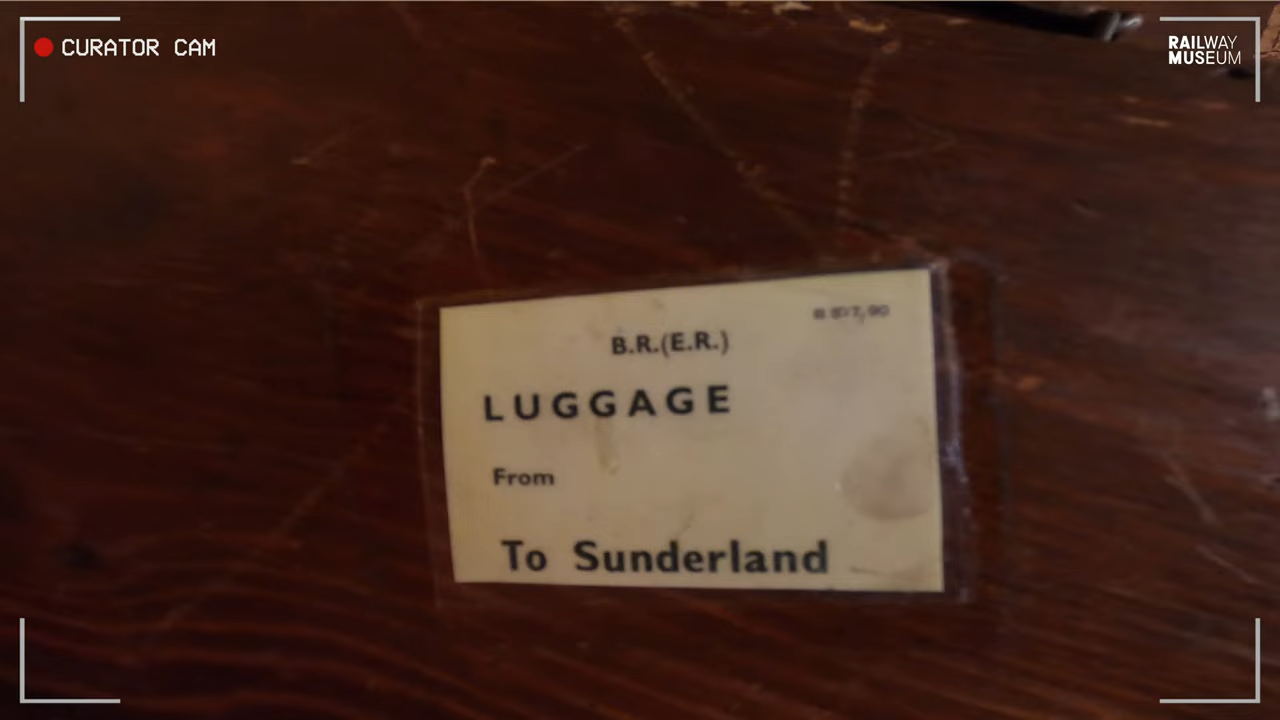 CURATOR CAM
RAILWAY
MUSEUM
B.R.(E.R.)
LUGGAGE
From
To Sunderland